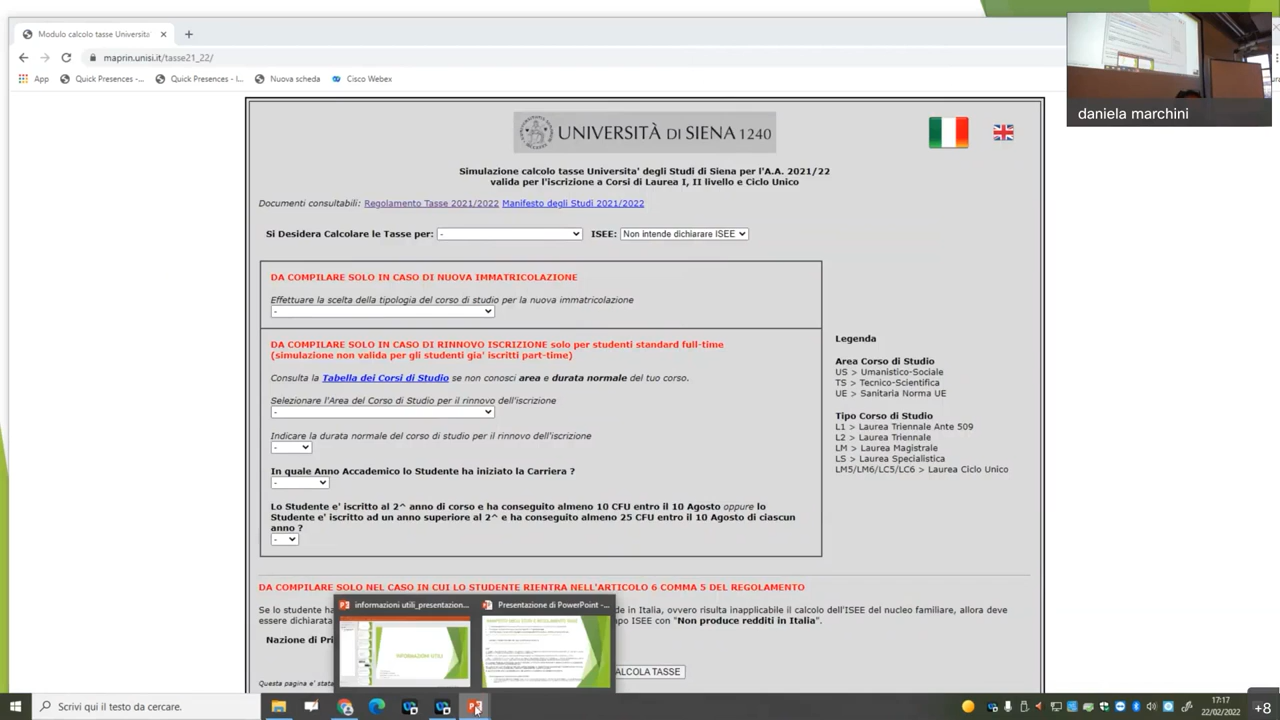 Modulo calcolo tasse Universita
maprin.unisi.it/tasse21_22/
App
Quick Presences -...
Quick Presences - I...
Nuova scheda
Cisco Webex
daniela marchini
UNIVERSITÀ DI SIENA 1240
Simulazione calcolo tasse Universita' degli Studi di Siena per l'A.A. 2021/22
valida per l'iscrizione a Corsi di Laurea I, II livello e Ciclo Unico
Documenti consultabili: Regolamento Tasse 2021/2022 Manifesto degli Studi 2021/2022
Si Desidera Calcolare le Tasse per: - ISEE: Non intende dichiarare ISEE
DA COMPILARE SOLO IN CASO DI NUOVA IMMATRICOLAZIONE
Effettuare la scelta della tipologia del corso di studio per la nuova immatricolazione
-
DA COMPILARE SOLO IN CASO DI RINNOVO ISCRIZIONE solo per studenti standard full-time
(simulazione non valida per gli studenti gia' iscritti part-time)
Consulta la Tabella dei Corsi di Studio se non conosci area e durata normale del tuo corso.
Selezionare l'Area del Corso di Studio per il rinnovo dell'iscrizione
-
Indicare la durata normale del corso di studio per il rinnovo dell'iscrizione
-
In quale Anno Accademico lo Studente ha iniziato la Carriera ?
-
Lo Studente e' iscritto al 2^ anno di corso e ha conseguito almeno 10 CFU entro il 10 Agosto oppure lo
Studente e' iscritto ad un anno superiore al 2^ e ha conseguito almeno 25 CFU entro il 10 Agosto di ciascun
anno ?
-
Legenda
Area Corso di Studio
US > Umanistico-Sociale
TS > Tecnico-Scientifica
UE > Sanitaria Norma UE
Tipo Corso di Studio
L1 > Laurea Triennale Ante 509
L2 > Laurea Triennale
LM > Laurea Magistrale
LS > Laurea Specialistica
LM5/LM6/LC5/LC6 > Laurea Ciclo Unico
DA COMPILARE SOLO NEL CASO IN CUI LO STUDENTE RIENTRA NELL'ARTICOLO 6 COMMA 5 DEL REGOLAMENTO
Se lo studente ha de in Italia, ovvero risulta inapplicabile il calcolo dell'ISEE del nucleo familiare, allora deve
essere dichiarata po ISEE con "Non produce redditi in Italia".
Nazione di Pri
ALCOLA TASSE
Questa pagina e' stata
informazioni utili_presentazion...
Presentazione di PowerPoint -...
INFORMAZIONI UTILI
Scrivi qui il testo da cercare.
17:17
22/02/2022
+8